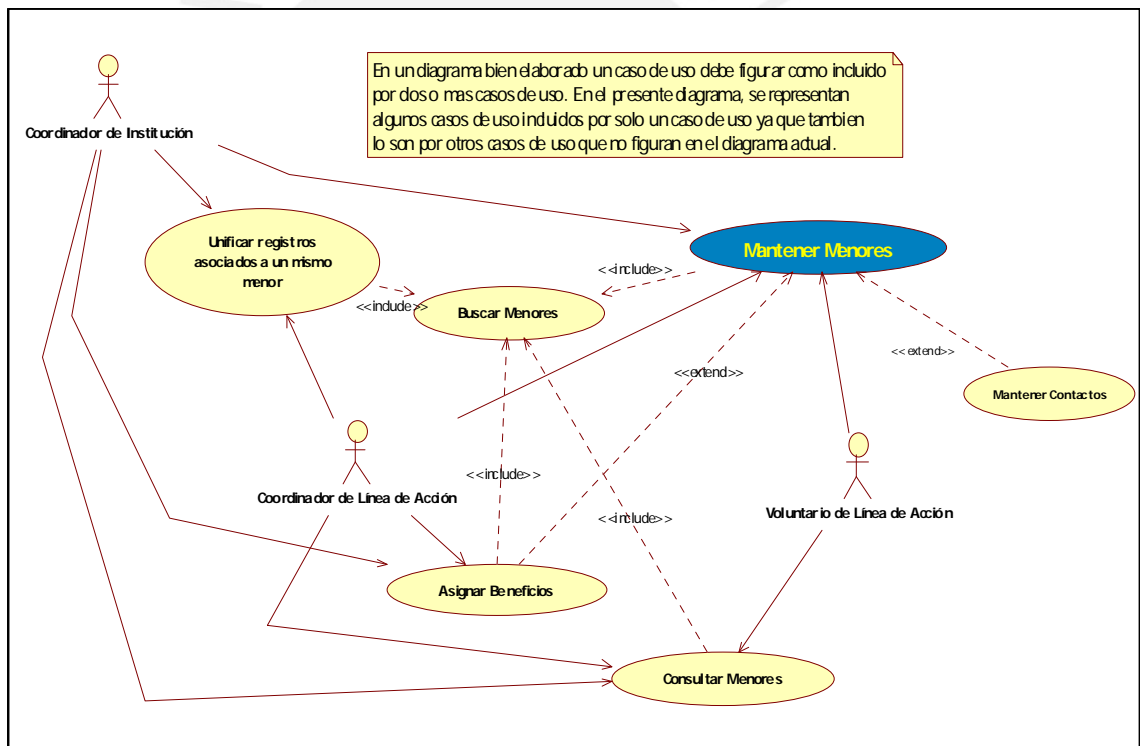 En un diagrama bien elaborado un caso de uso debe figurar como incluido
por dos o mas casos de uso. En el presente diagrama, se representan
algunos casos de uso incluidos por solo un caso de uso ya que tambien
lo son por otros casos de uso que no figuran en el diagrama actual.
Coordinador de Institución
Unificar registros
asociados a un mismo
menor
Mantener Menores
<<include>>
<<include>>
Buscar Menores
<<extend>>
<<extend>>
Mantener Contactos
Coordinador de Línea de Acción
<<include>>
<<include>>
Voluntario de Línea de Acción
Asignar Beneficios
Consultar Menores